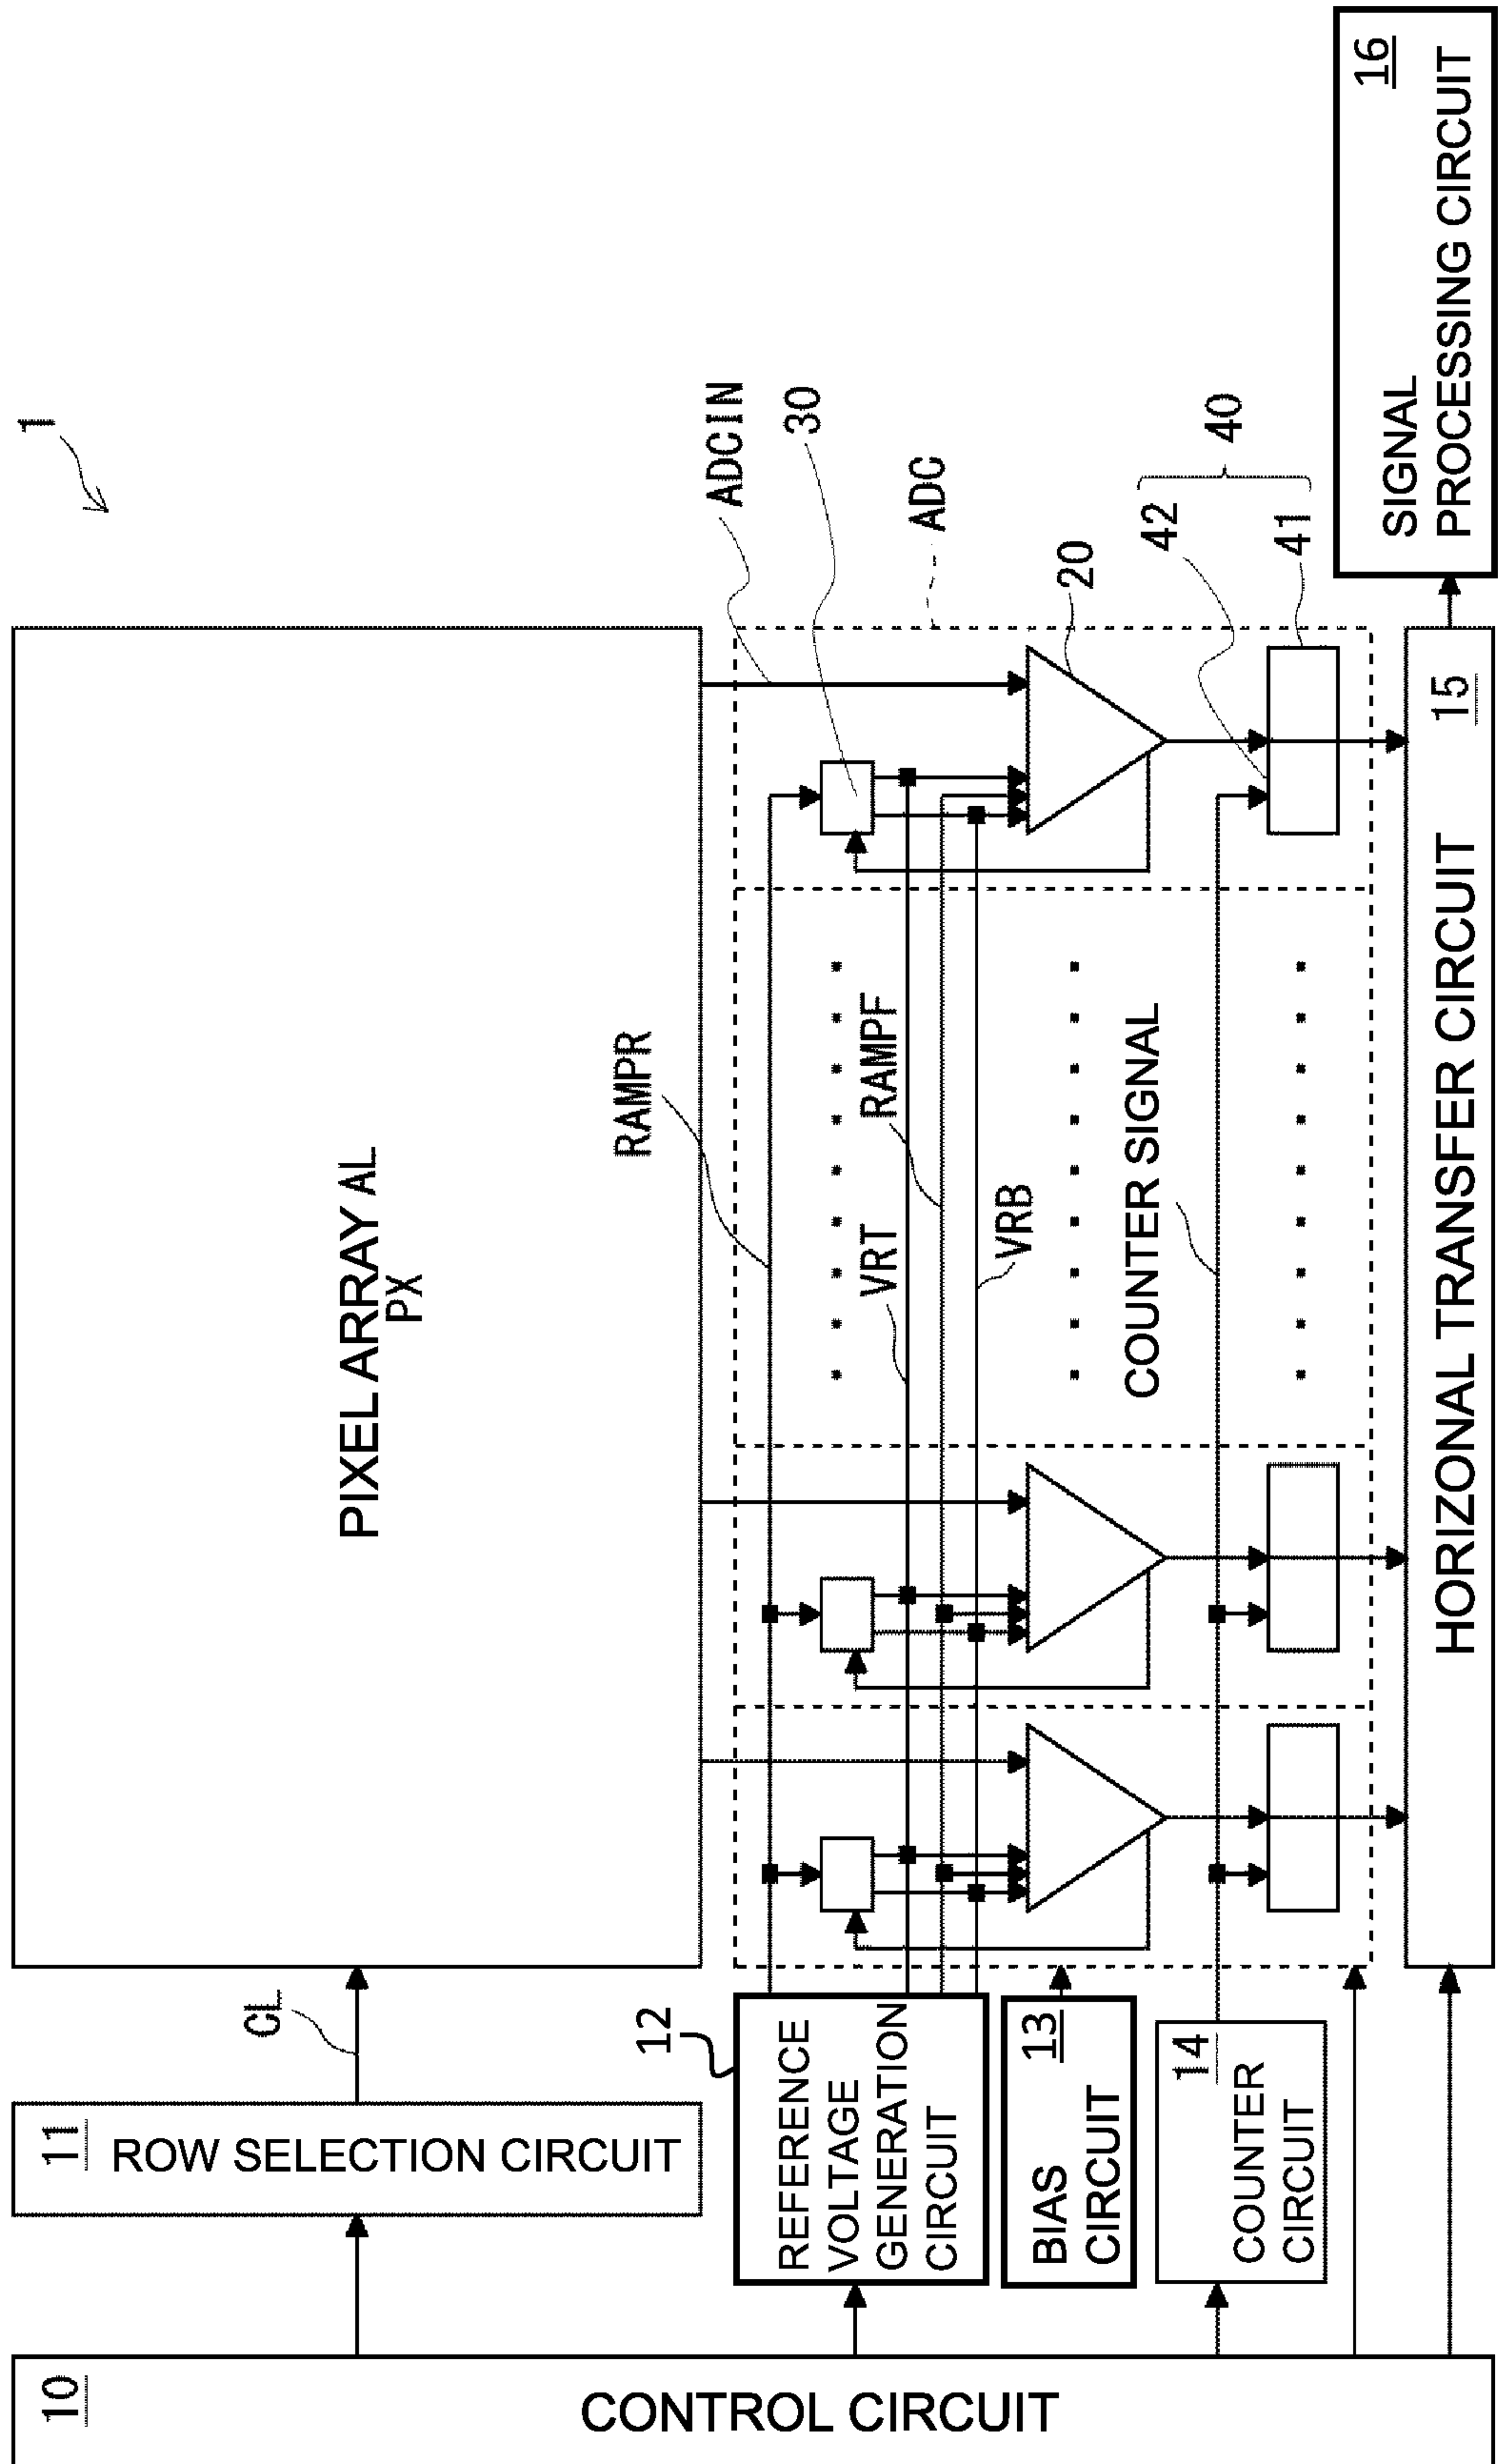 1
PIXEL ARRAY AL
PX
10
CONTROL CIRCUIT
11
ROW SELECTION CIRCUIT
CL
12
REFERENCE
VOLTAGE
GENERATION
CIRCUIT
13
BIAS
CIRCUIT
14
COUNTER
CIRCUIT
RAMPR
VRT
RAMPF
VRB
COUNTER SIGNAL
ADCIN
30
ADC
20
42
40
41
HORIZONAL TRANSFER CIRCUIT
15
16
SIGNAL
PROCESSING CIRCUIT